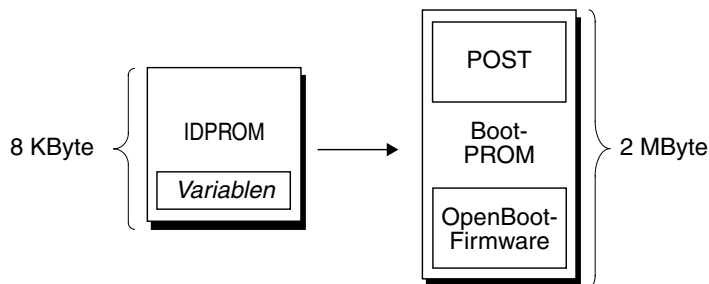 8 KByte
IDPROM
Variablen
POST
Boot-
PROM
OpenBoot-
Firmware
2 MByte